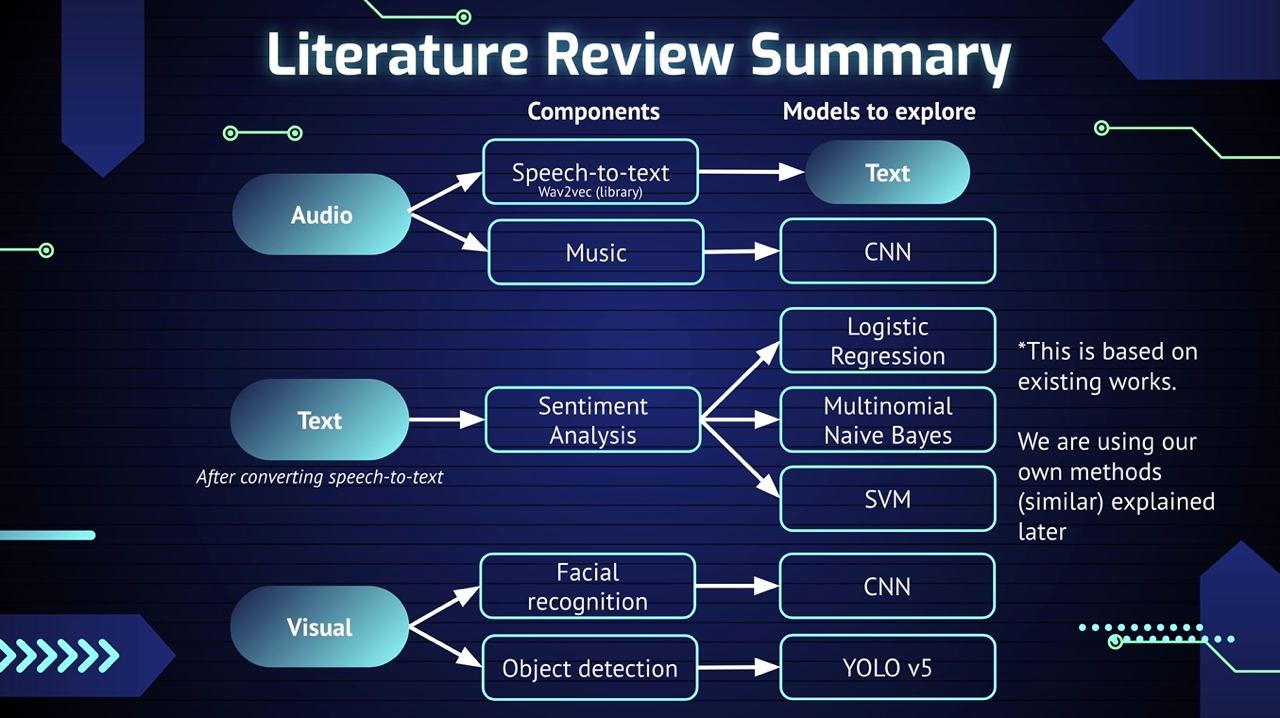 Literature Review Summary
Components
Models to explore
Audio
Speech-to-text
Wav2vec (library)
Text
Music
CNN
Text
After converting speech-to-text
Sentiment
Analysis
Logistic
Regression
Multinomial
Naive Bayes
SVM
*This is based on
existing works.
We are using our
own methods
(similar) explained
later
Visual
Facial
recognition
CNN
Object detection
YOLO v5